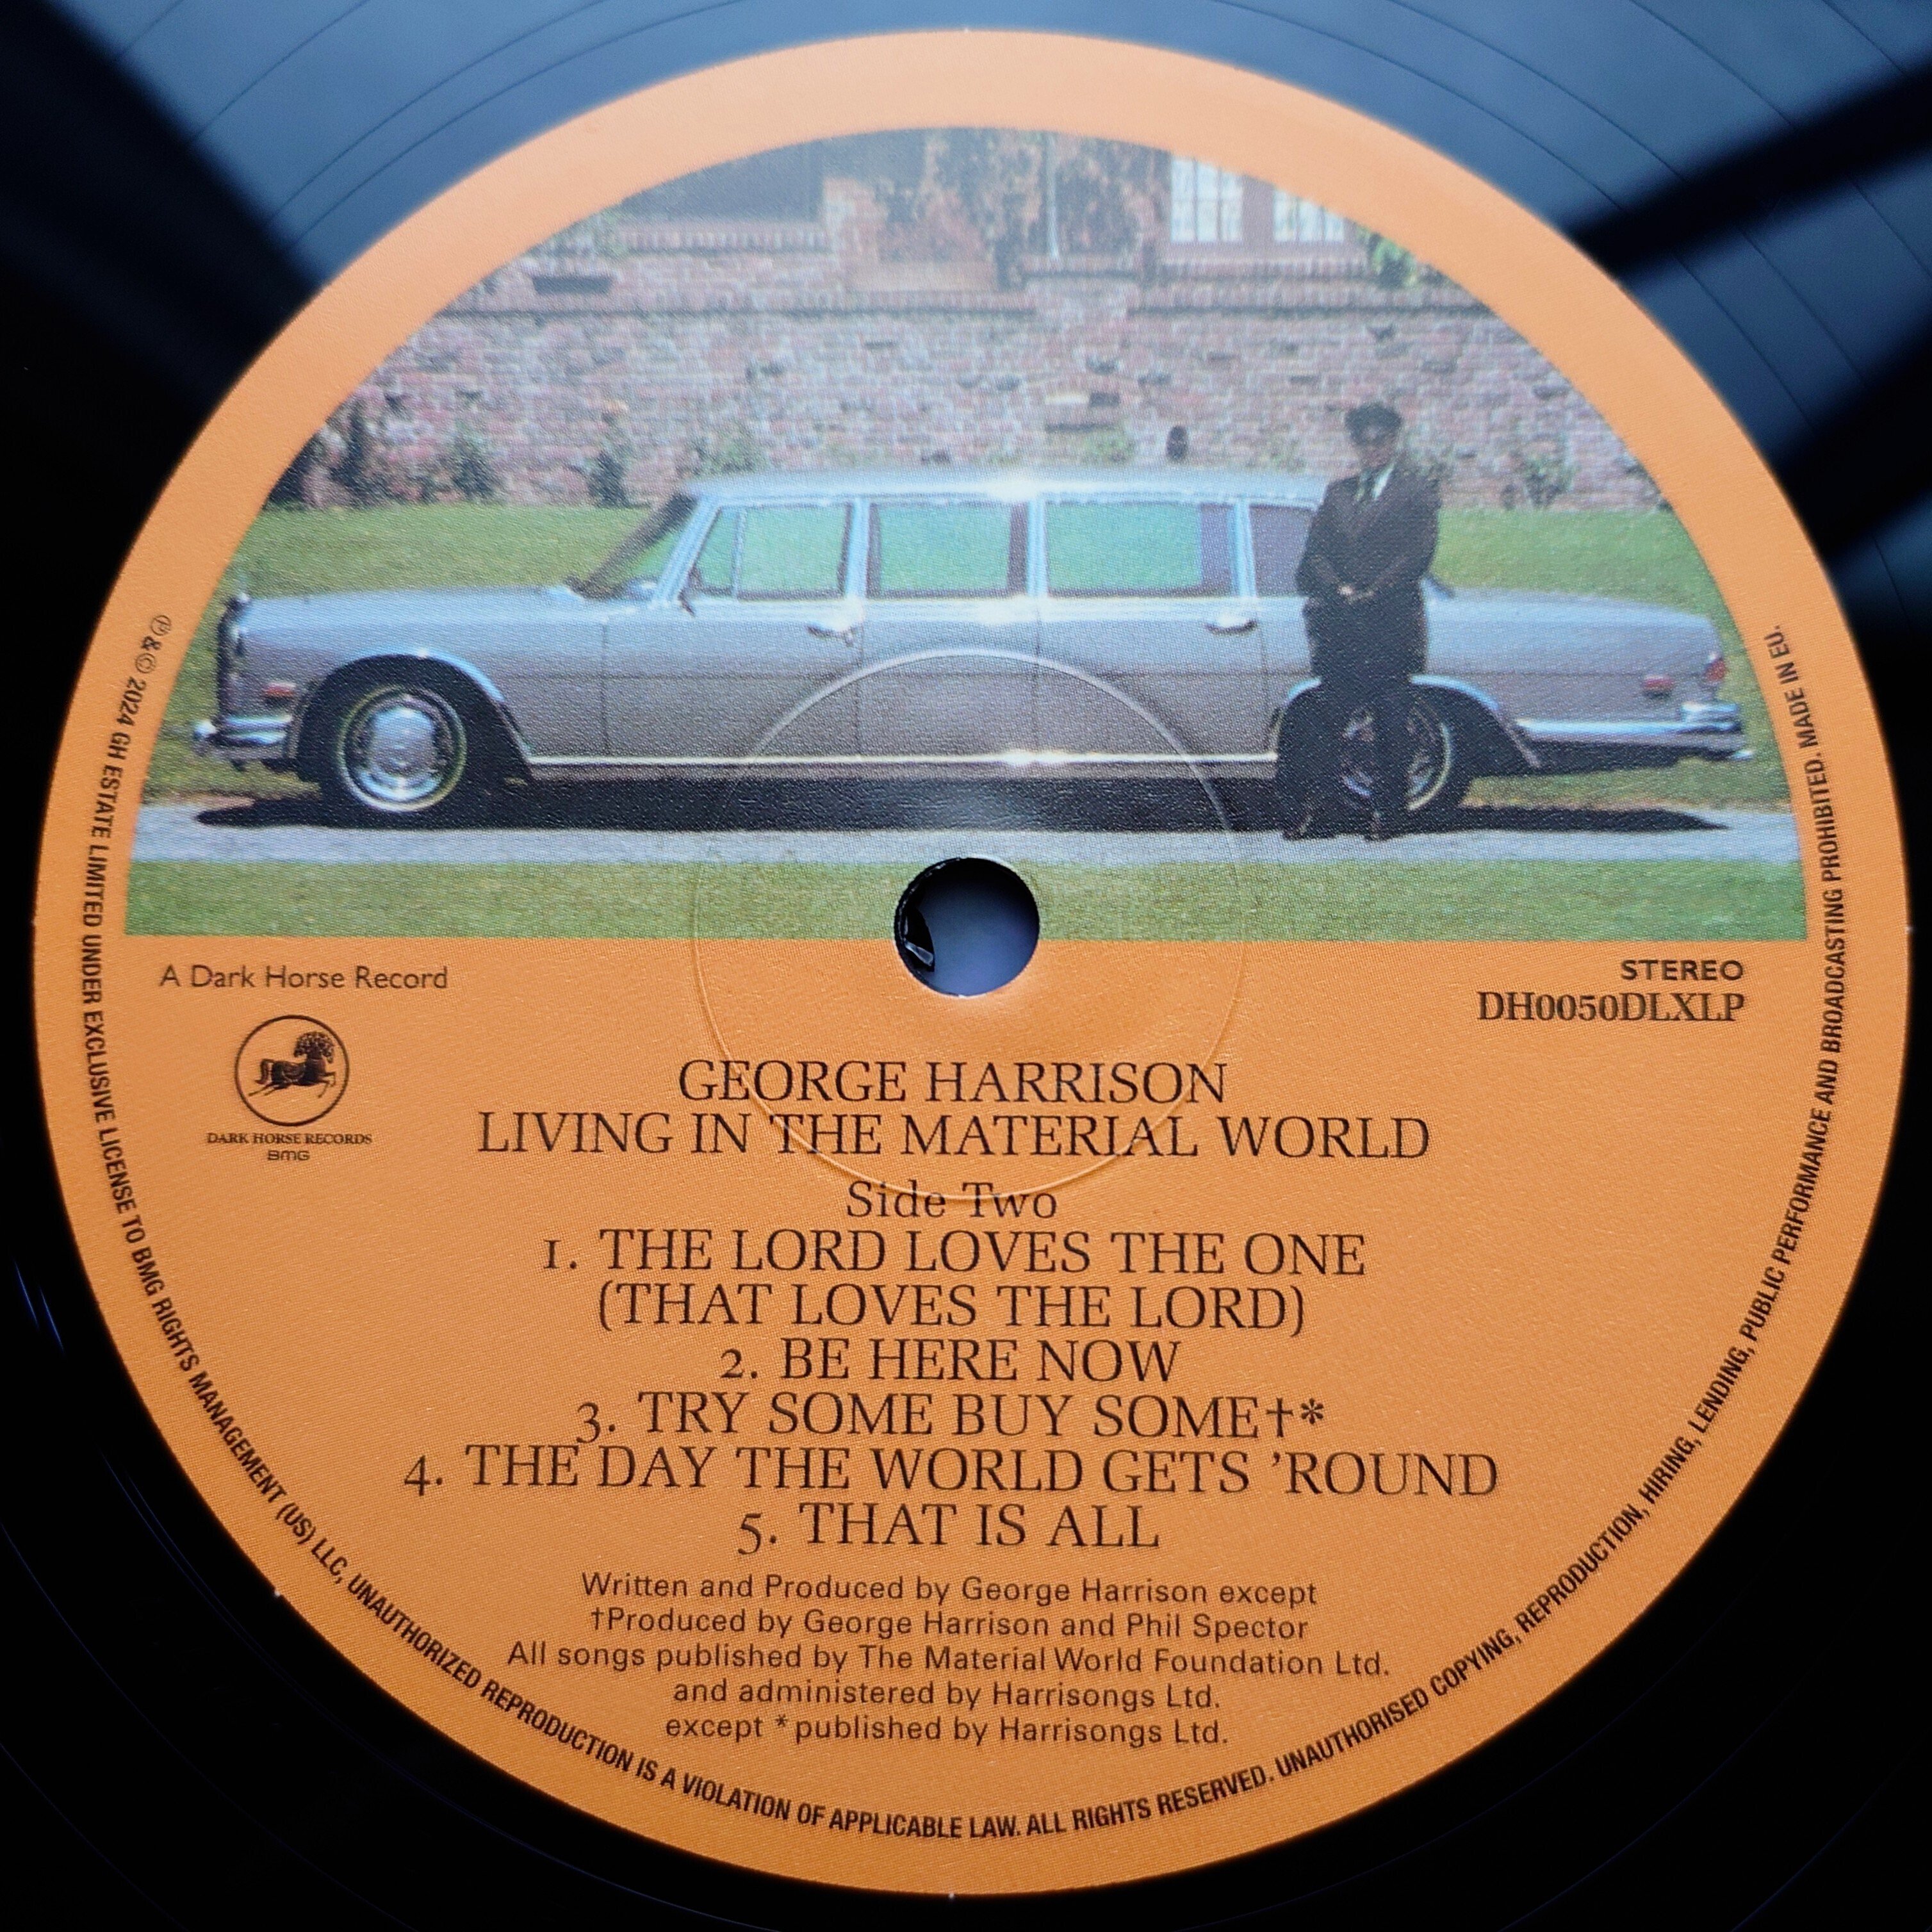 A Dark Horse Record
STEREO
DH0050DLXLP
DARK HORSE RECORDS
BMG
GEORGE HARRISON
LIVING IN THE MATERIAL WORLD
Side Two
1. THE LORD LOVES THE ONE
(THAT LOVES THE LORD)
2. BE HERE NOW
3. TRY SOME BUY SOME†*
4. THE DAY THE WORLD GETS ’ROUND
5. THAT IS ALL
Written and Produced by George Harrison except
†Produced by George Harrison and Phil Spector
All songs published by The Material World Foundation Ltd.
and administered by Harrisongs Ltd.
except *published by Harrisongs Ltd.
℗&© 2024 GH ESTATE LIMITED UNDER EXCLUSIVE LICENSE TO BMG RIGHTS MANAGEMENT (US) LLC, UNAUTHORIZED REPRODUCTION IS A VIOLATION OF APPLICABLE LAW. ALL RIGHTS RESERVED. UNAUTHORISED COPYING, REPRODUCTION, HIRING, LENDING, PUBLIC PERFORMANCE AND BROADCASTING PROHIBITED. MADE IN EU.